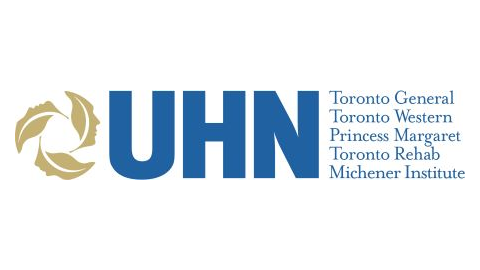 UHN
Toronto General
Toronto Western
Princess Margaret
Toronto Rehab
Michener Institute